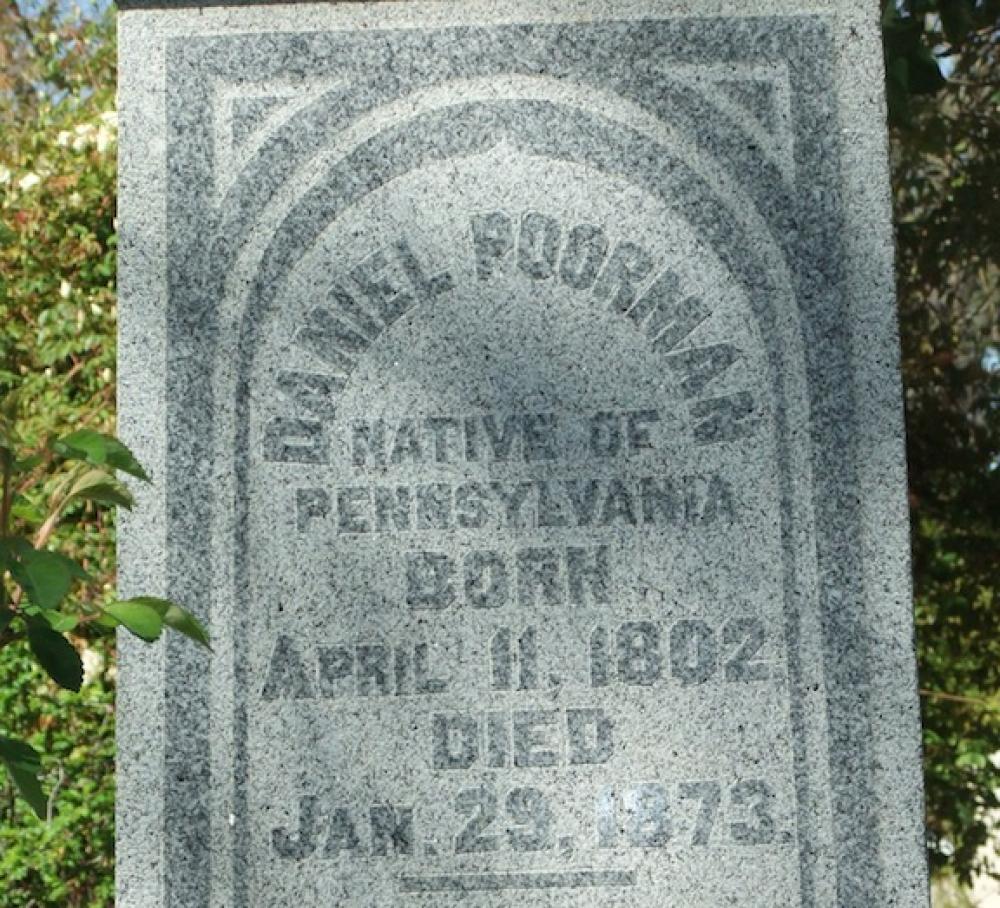 DANIEL POORMAN
NATIVE OF
PENNSYLVANIA
BORN
APRIL 11, 1802
DIED
JAN. 29, 1873.